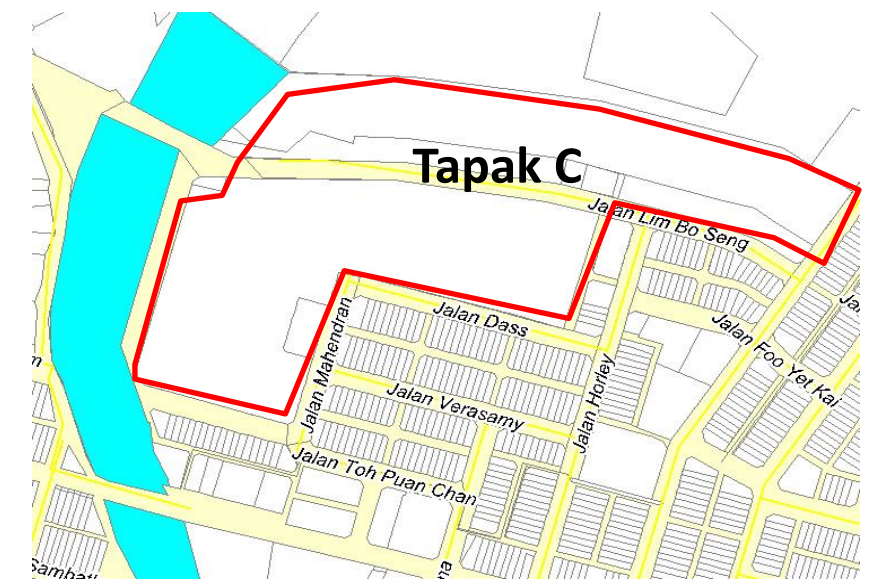 Tapak C
Jalan Lim Bo Seng
Jalan Dass
Jalan Mahendran
Jalan Foo Yet Kai
Jalan Verasamy
Jalan Horley
Jalan Toh Puan Chan